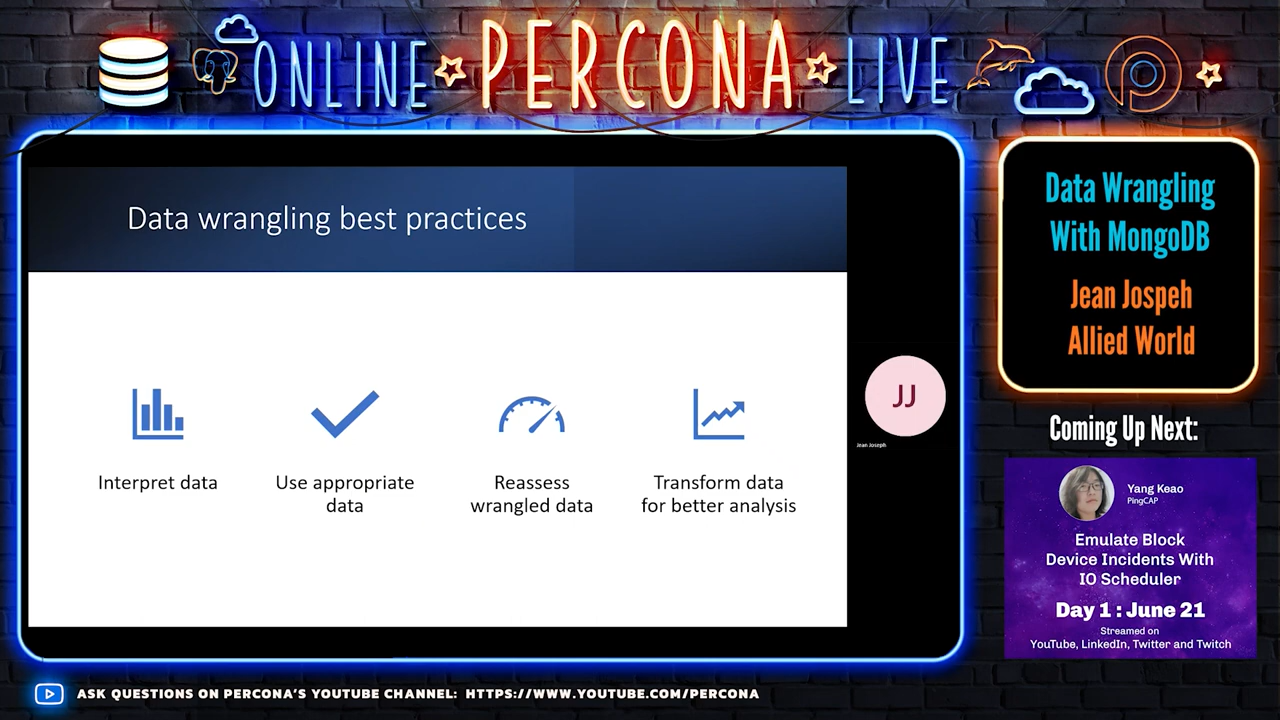 ONLINE PERCONA LIVE
Data wrangling best practices
Interpret data
Use appropriate
data
Reassess
wrangled data
Transform data
for better analysis
JJ
Jean Joseph
Data Wrangling
With MongoDB
Jean Jospeh
Allied World
Coming Up Next:
Yang Keao
PingCAP
Emulate Block
Device Incidents With
IO Scheduler
Day 1 : June 21
Streamed on
YouTube, LinkedIn, Twitter and Twitch
ASK QUESTIONS ON PERCONA'S YOUTUBE CHANNEL: HTTPS://WWW.YOUTUBE.COM/PERCONA